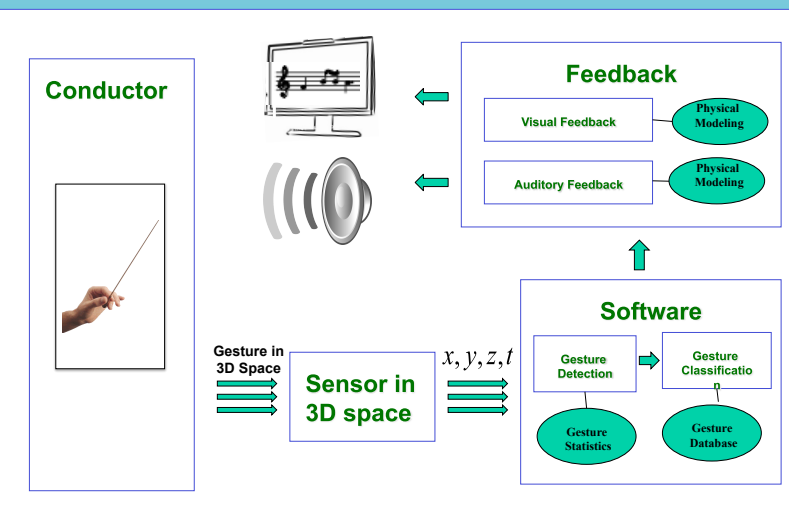 Conductor
Feedback
Visual Feedback
Physical
Modeling
Auditory Feedback
Physical
Modeling
Gesture in
3D Space
Sensor in
3D space
x, y, z, t
Software
Gesture
Detection
Gesture
Classificatio
n
Gesture
Statistics
Gesture
Database